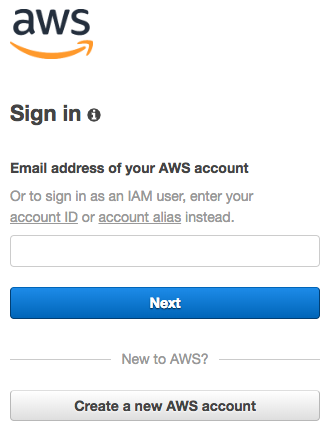 aws
Sign in
Email address of your AWS account
Or to sign in as an IAM user, enter your
account ID or account alias instead.
Next
New to AWS?
Create a new AWS account